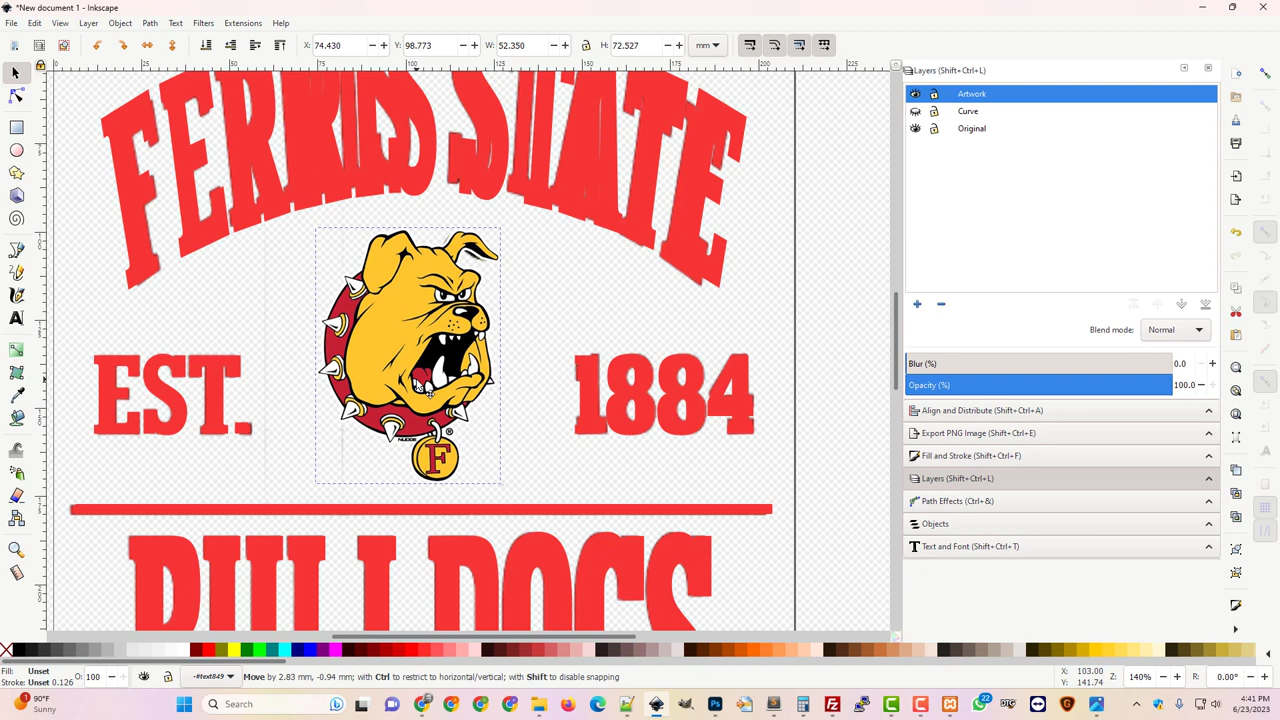 *New document 1 - Inkscape
File Edit View Layer Object Path Text Filters Extensions Help
X: 74.430 Y: 98.773 W: 52.350 H: 72.527 mm
Layers (Shift+Ctrl+L)
Artwork
Curve
Original
Blend mode: Normal
Blur (%) 0.0
Opacity (%) 100.0
Align and Distribute (Shift+Ctrl+A)
Export PNG Image (Shift+Ctrl+E)
Fill and Stroke (Shift+Ctrl+F)
Layers (Shift+Ctrl+L)
Path Effects (Ctrl+&)
Objects
Text and Font (Shift+Ctrl+T)
FERRIS STATE
EST. 1884
®
F
BULLDOGS
Fill: Unset
Stroke: Unset 0.126
O: 100
-#text849
Move by 2.83 mm, -0.94 mm; with Ctrl to restrict to horizontal/vertical; with Shift to disable snapping
X: 103.00
Y: 141.74
Z: 140%
R: 0.00°
90°F
Sunny
Search
22
4:41 PM
6/23/2023